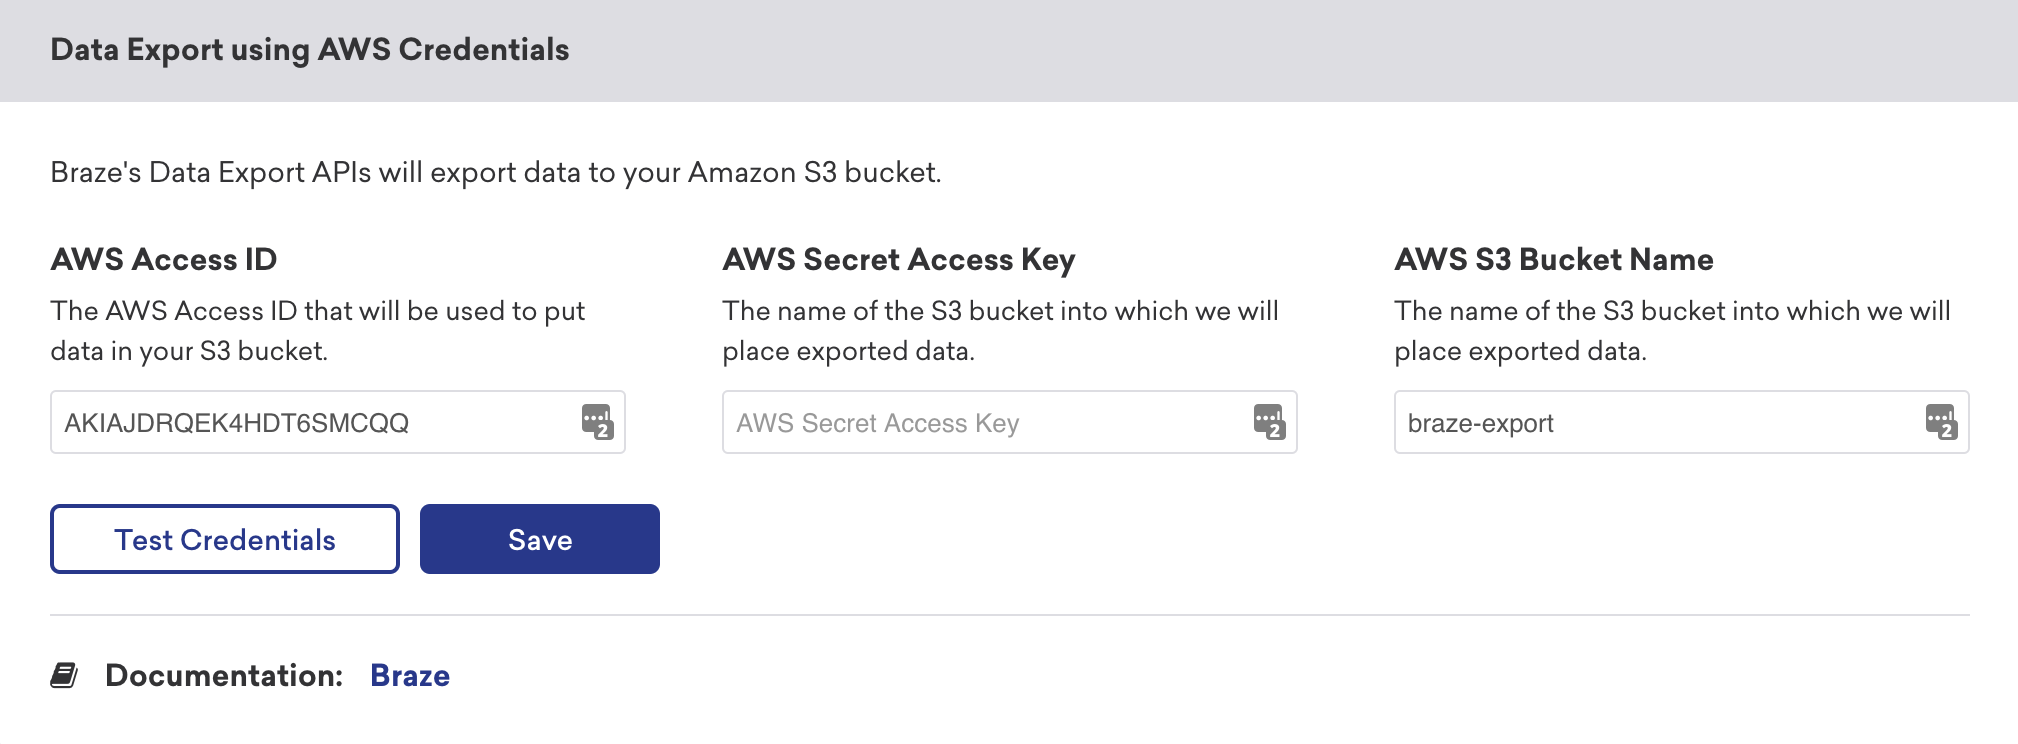 Data Export using AWS Credentials
Braze's Data Export APIs will export data to your Amazon S3 bucket.
AWS Access ID
The AWS Access ID that will be used to put
data in your S3 bucket.
AKIAJDRQEK4HDT6SMCQQ
2
AWS Secret Access Key
The name of the S3 bucket into which we will
place exported data.
AWS Secret Access Key
2
AWS S3 Bucket Name
The name of the S3 bucket into which we will
place exported data.
braze-export
2
Test Credentials
Save
Documentation: Braze